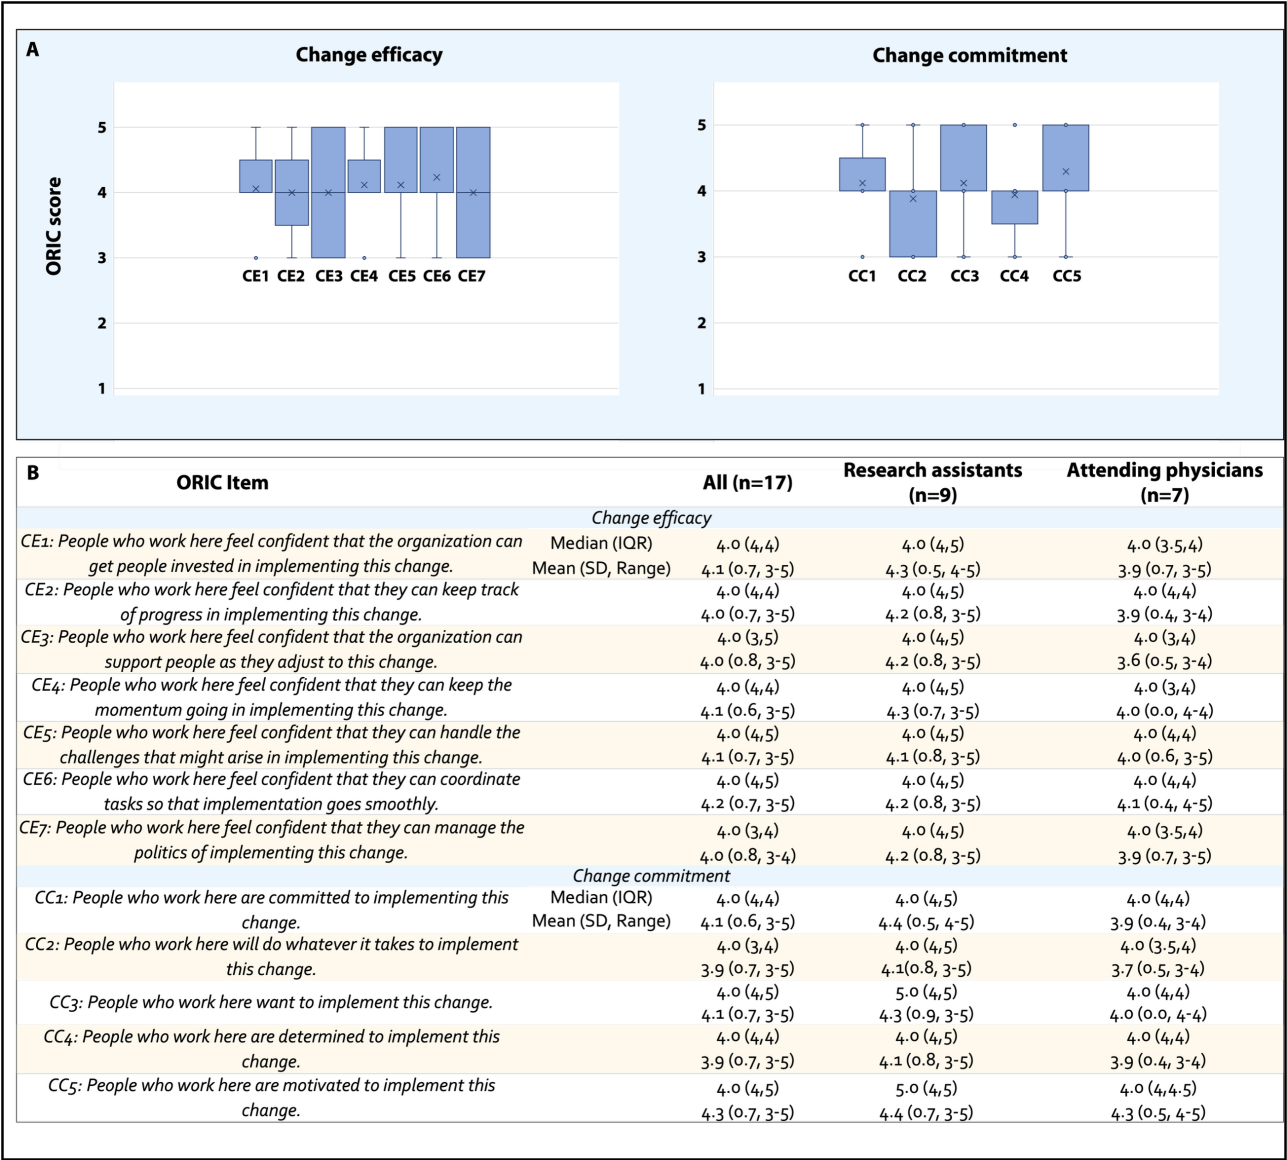 A
Change efficacy
Change commitment
ORIC score
5
4
3
2
1
CE1 CE2 CE3 CE4 CE5 CE6 CE7
5
4
3
2
1
CC1 CC2 CC3 CC4 CC5
B
ORIC Item All (n=17) Research assistants (n=9) Attending physicians (n=7)
Change efficacy
CE1: People who work here feel confident that the organization can Median (IQR) 4.0 (4,4) 4.0 (4,5) 4.0 (3.5,4)
get people invested in implementing this change. Mean (SD, Range) 4.1 (0.7, 3-5) 4.3 (0.5, 4-5) 3.9 (0.7, 3-5)
CE2: People who work here feel confident that they can keep track 4.0 (4,4) 4.0 (4,5) 4.0 (4,4)
of progress in implementing this change. 4.0 (0.7, 3-5) 4.2 (0.8, 3-5) 3.9 (0.4, 3-4)
CE3: People who work here feel confident that the organization can 4.0 (3,5) 4.0 (4,5) 4.0 (3,4)
support people as they adjust to this change. 4.0 (0.8, 3-5) 4.2 (0.8, 3-5) 3.6 (0.5, 3-4)
CE4: People who work here feel confident that they can keep the 4.0 (4,4) 4.0 (4,5) 4.0 (3,4)
momentum going in implementing this change. 4.1 (0.6, 3-5) 4.3 (0.7, 3-5) 4.0 (0.0, 4-4)
CE5: People who work here feel confident that they can handle the 4.0 (4,5) 4.0 (4,5) 4.0 (4,4)
challenges that might arise in implementing this change. 4.1 (0.7, 3-5) 4.1 (0.8, 3-5) 4.0 (0.6, 3-5)
CE6: People who work here feel confident that they can coordinate 4.0 (4,5) 4.0 (4,5) 4.0 (4,4)
tasks so that implementation goes smoothly. 4.2 (0.7, 3-5) 4.2 (0.8, 3-5) 4.1 (0.4, 4-5)
CE7: People who work here feel confident that they can manage the 4.0 (3,4) 4.0 (4,5) 4.0 (3.5,4)
politics of implementing this change. 4.0 (0.8, 3-4) 4.2 (0.8, 3-5) 3.9 (0.7, 3-5)
Change commitment
CC1: People who work here are committed to implementing this Median (IQR) 4.0 (4,4) 4.0 (4,5) 4.0 (4,4)
change. Mean (SD, Range) 4.1 (0.6, 3-5) 4.4 (0.5, 4-5) 3.9 (0.4, 3-4)
CC2: People who work here will do whatever it takes to implement 4.0 (3,4) 4.0 (4,5) 4.0 (3.5,4)
this change. 3.9 (0.7, 3-5) 4.1(0.8, 3-5) 3.7 (0.5, 3-4)
CC3: People who work here want to implement this change. 4.0 (4,5) 5.0 (4,5) 4.0 (4,4)
4.1 (0.7, 3-5) 4.3 (0.9, 3-5) 4.0 (0.0, 4-4)
CC4: People who work here are determined to implement this 4.0 (4,4) 4.0 (4,5) 4.0 (4,4)
change. 3.9 (0.7, 3-5) 4.1 (0.8, 3-5) 3.9 (0.4, 3-4)
CC5: People who work here are motivated to implement this 4.0 (4,5) 5.0 (4,5) 4.0 (4,4.5)
change. 4.3 (0.7, 3-5) 4.4 (0.7, 3-5) 4.3 (0.5, 4-5)